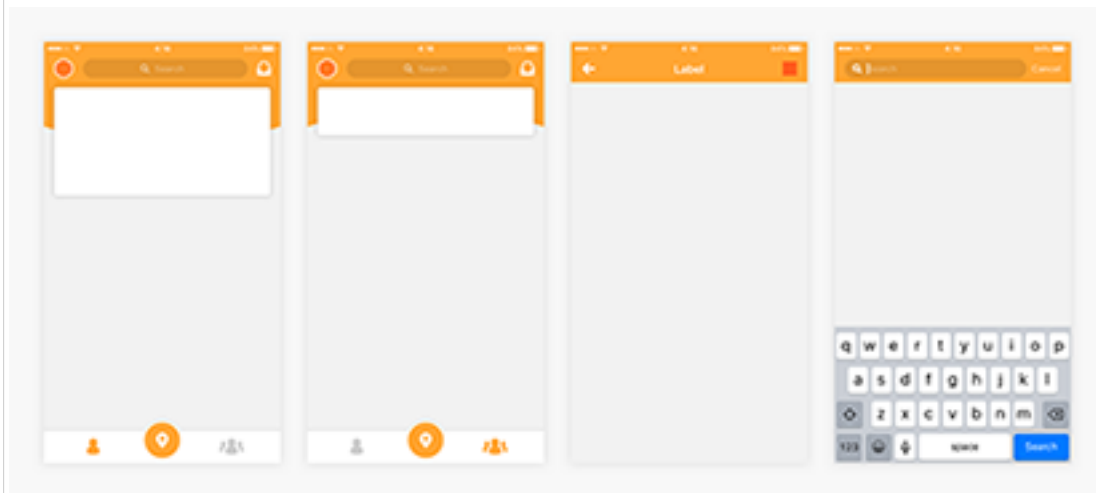 Search
Search
Label
Search
Cancel
q w e r t y u i o p
a s d f g h j k l
z x c v b n m
123 space Search